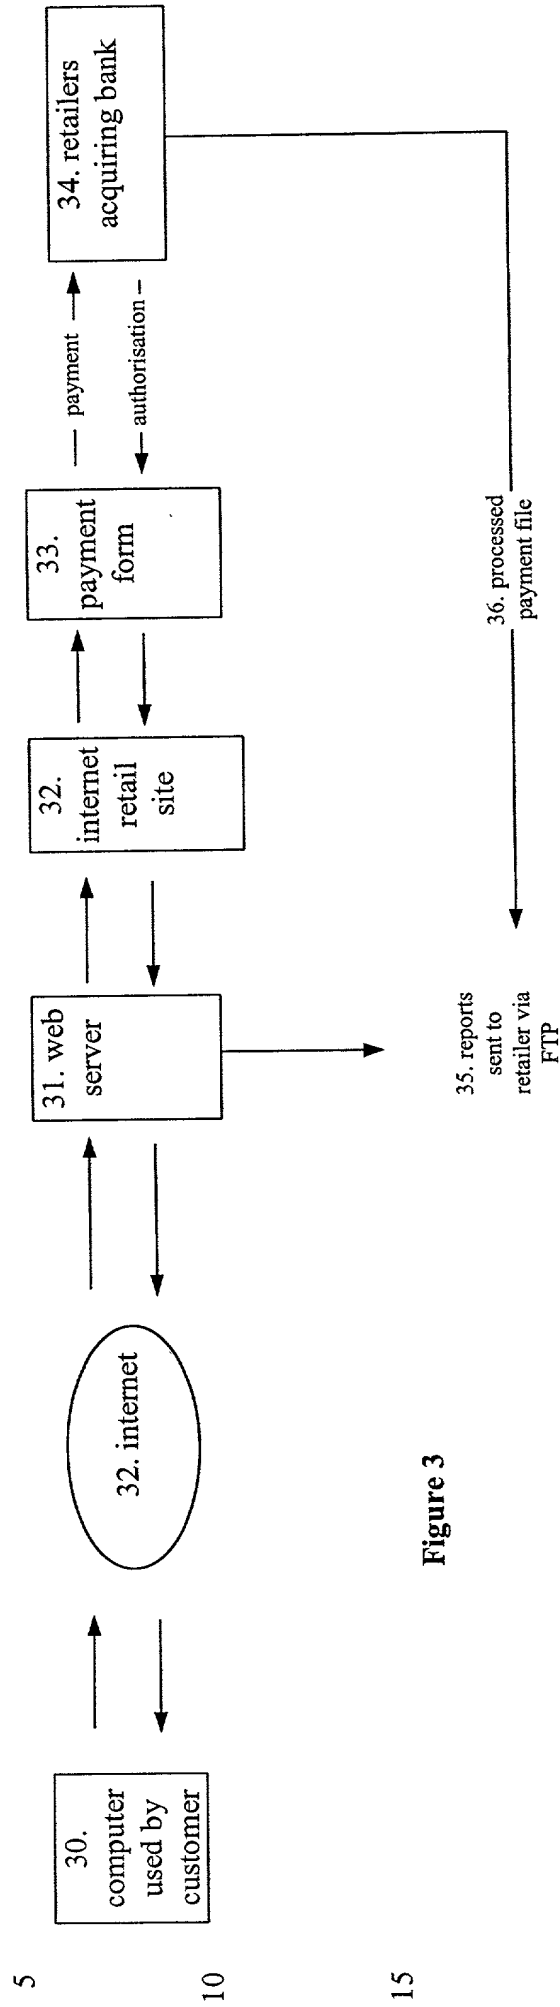 5
30.
computer
used by
customer
32. internet
31. web
server
32.
internet
retail
site
33.
payment
form
payment
authorisation
34. retailers
acquiring bank
10
15
Figure 3
35. reports
sent to
retailer via
FTP
36. processed
payment file